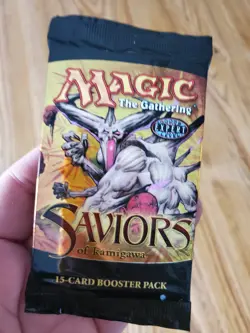 MAGIC
The Gathering
EXPERT
SAVIORS
of Kamigawa
15-CARD BOOSTER PACK